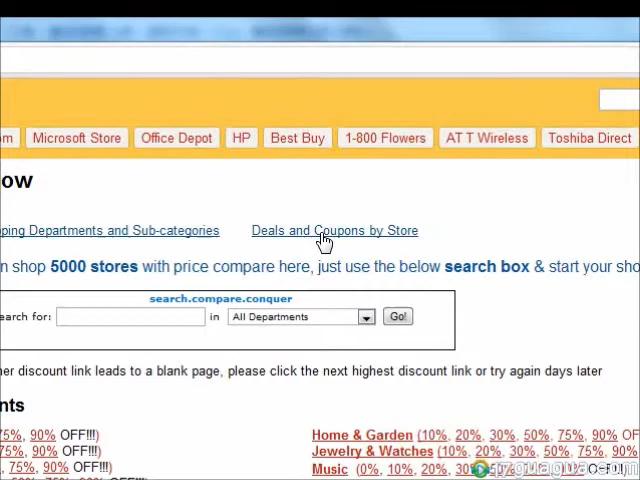 om Microsoft Store Office Depot HP Best Buy 1-800 Flowers AT T Wireless Toshiba Direct
ow
ping Departments and Sub-categories Deals and Coupons by Store
n shop 5000 stores with price compare here, just use the below search box & start your sho
search.compare.conquer
earch for: in All Departments Go!
her discount link leads to a blank page, please click the next highest discount link or try again days later
nts
75%, 90% OFF!!!) Home & Garden (10%, 20%, 30%, 50%, 75%, 90% OF
75%, 90% OFF!!!) Jewelry & Watches (10%, 20%, 30%, 50%, 75%, 90%
, 75%, 90% OFF!!!) Music (0%, 10%, 20%, 30%
50%, 75%, 90% OFF!!!)